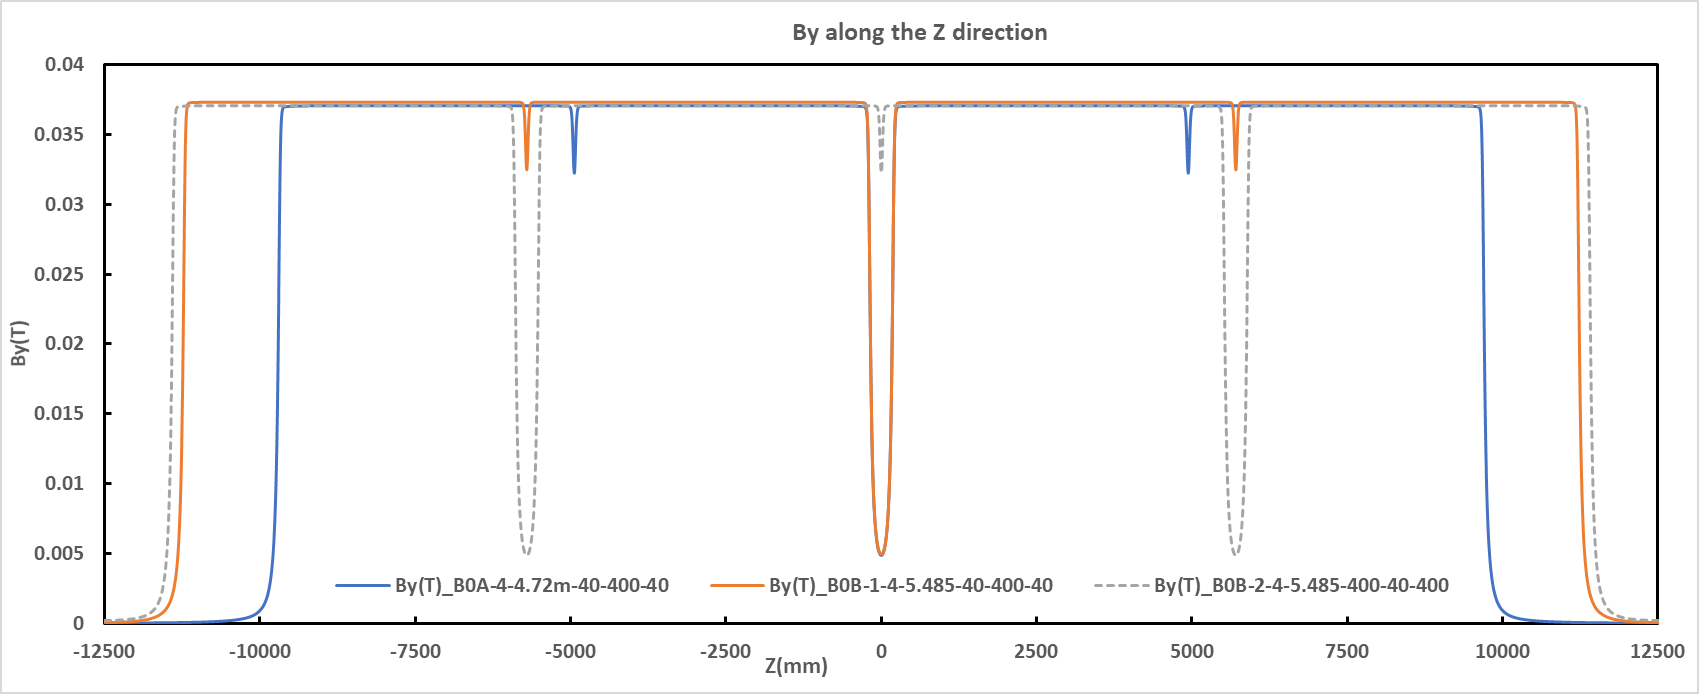 By along the Z direction
0.04
0.035
0.03
0.025
0.02
0.015
0.01
0.005
0
By(T)
By(T)_B0A-4-4.72m-40-400-40 By(T)_B0B-1-4-5.485-40-400-40 By(T)_B0B-2-4-5.485-400-40-400
-12500 -10000 -7500 -5000 -2500 0 2500 5000 7500 10000 12500
Z(mm)